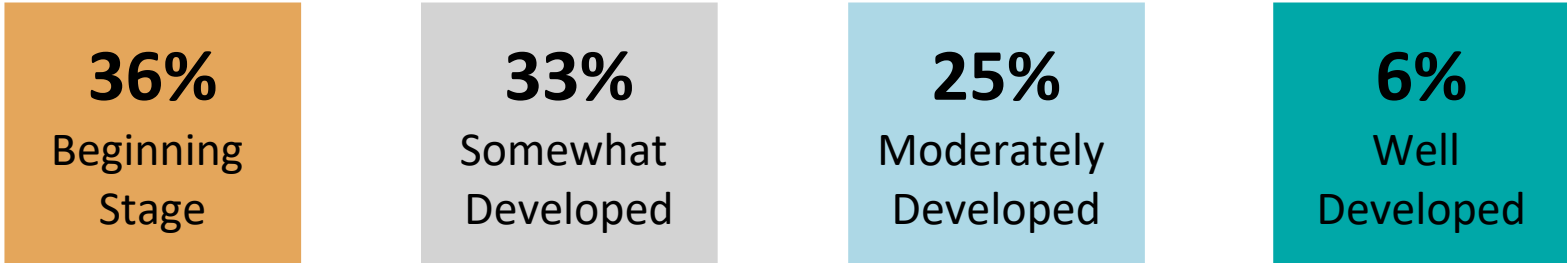 36%
Beginning
Stage
33%
Somewhat
Developed
25%
Moderately
Developed
6%
Well
Developed